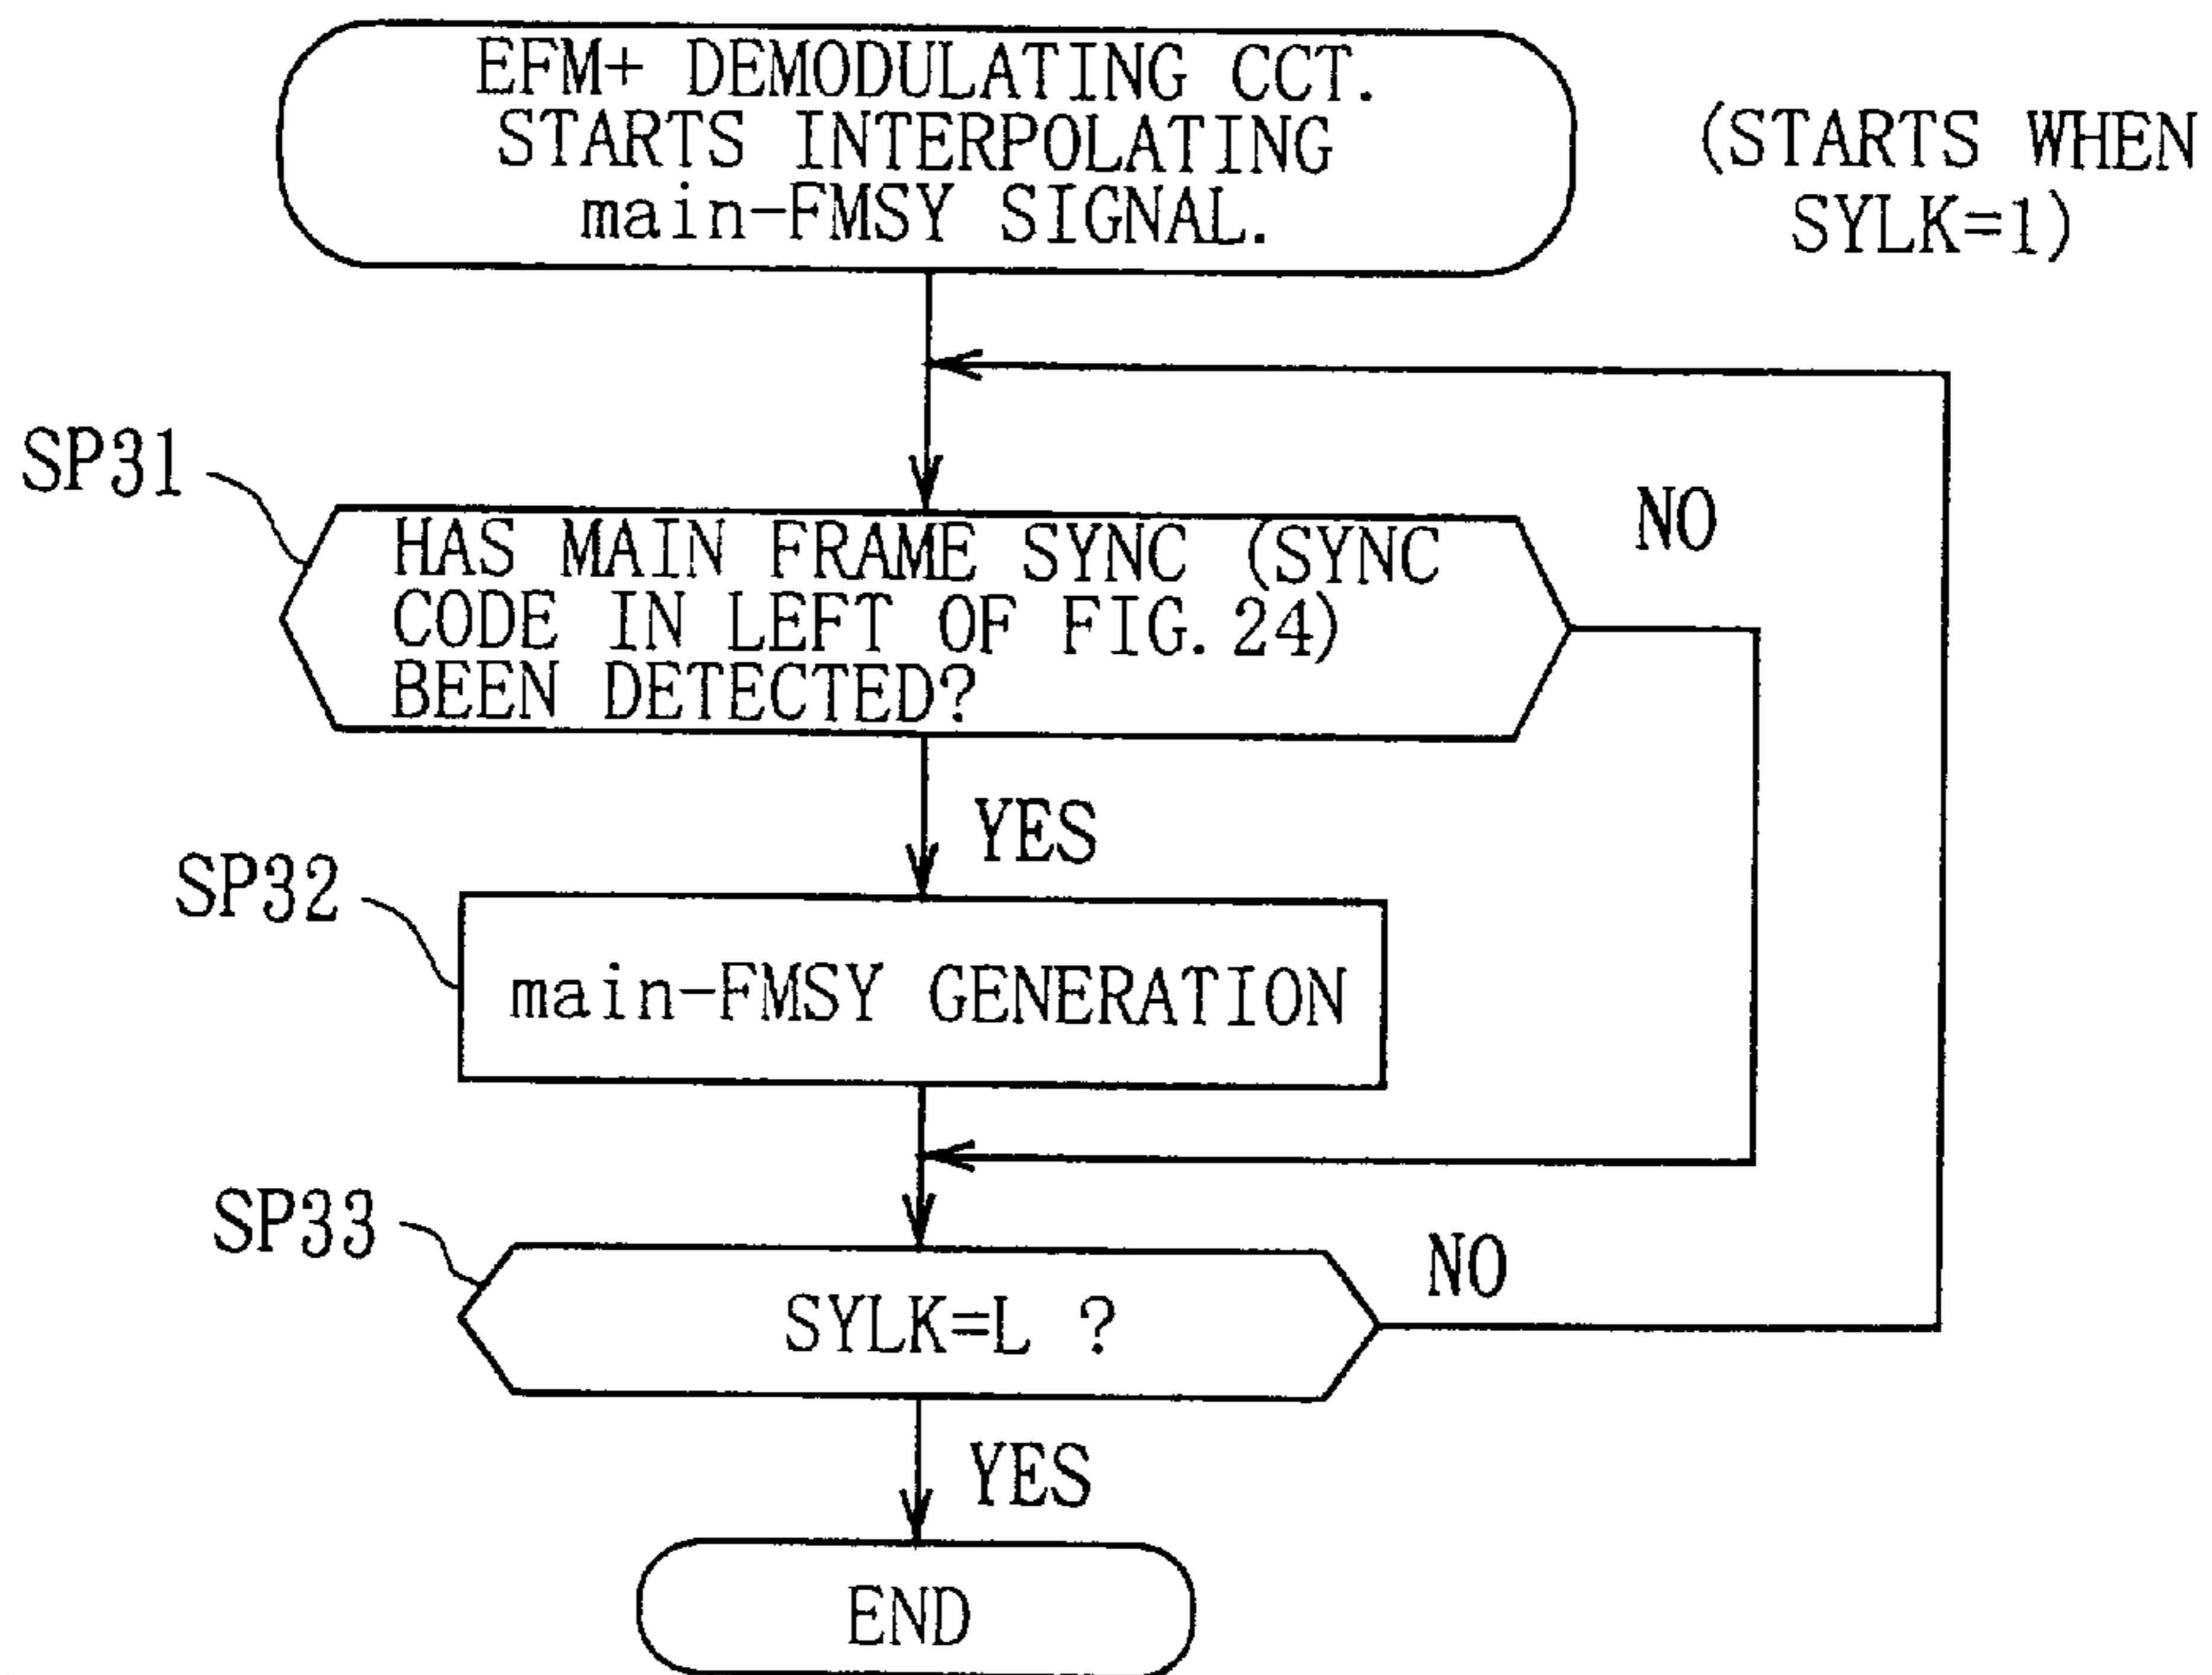 EFM+ DEMODULATING CCT.
STARTS INTERPOLATING
main-FMSY SIGNAL.
(STARTS WHEN
SYLK=1)
SP31
HAS MAIN FRAME SYNC (SYNC
CODE IN LEFT OF FIG. 24)
BEEN DETECTED?
NO
YES
SP32
main-FMSY GENERATION
SP33
SYLK=L ?
NO
YES
END